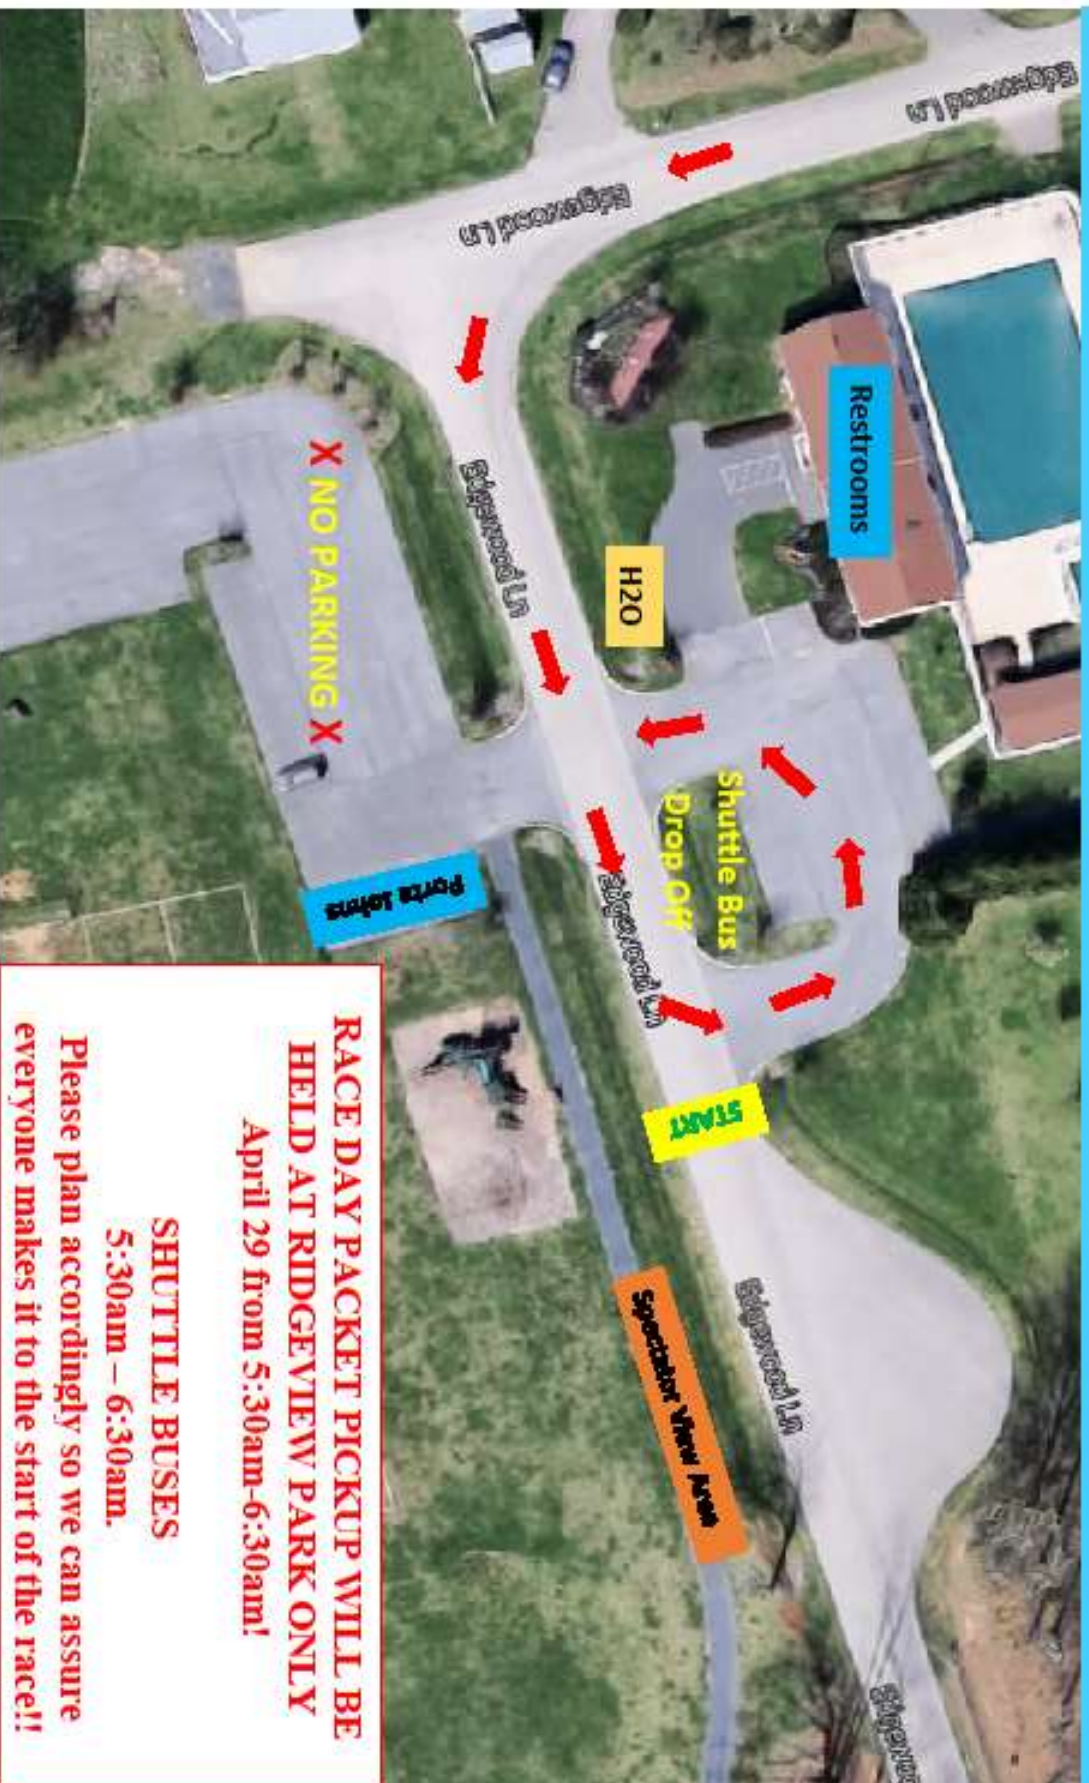 Edgewood Ln
Edgewood Ln
Restrooms
H2O
Edgewood Ln
X NO PARKING X
Shuttle Bus
Drop Off
Edgewood Ln
Porta Johns
START
Edgewood Ln
Spectator View Area
RACE DAY PACKET PICKUP WILL BE
HELD AT RIDGEVIEW PARK ONLY
April 29 from 5:30am-6:30am!
SHUTTLE BUSES
5:30am – 6:30am.
Please plan accordingly so we can assure
everyone makes it to the start of the race!!